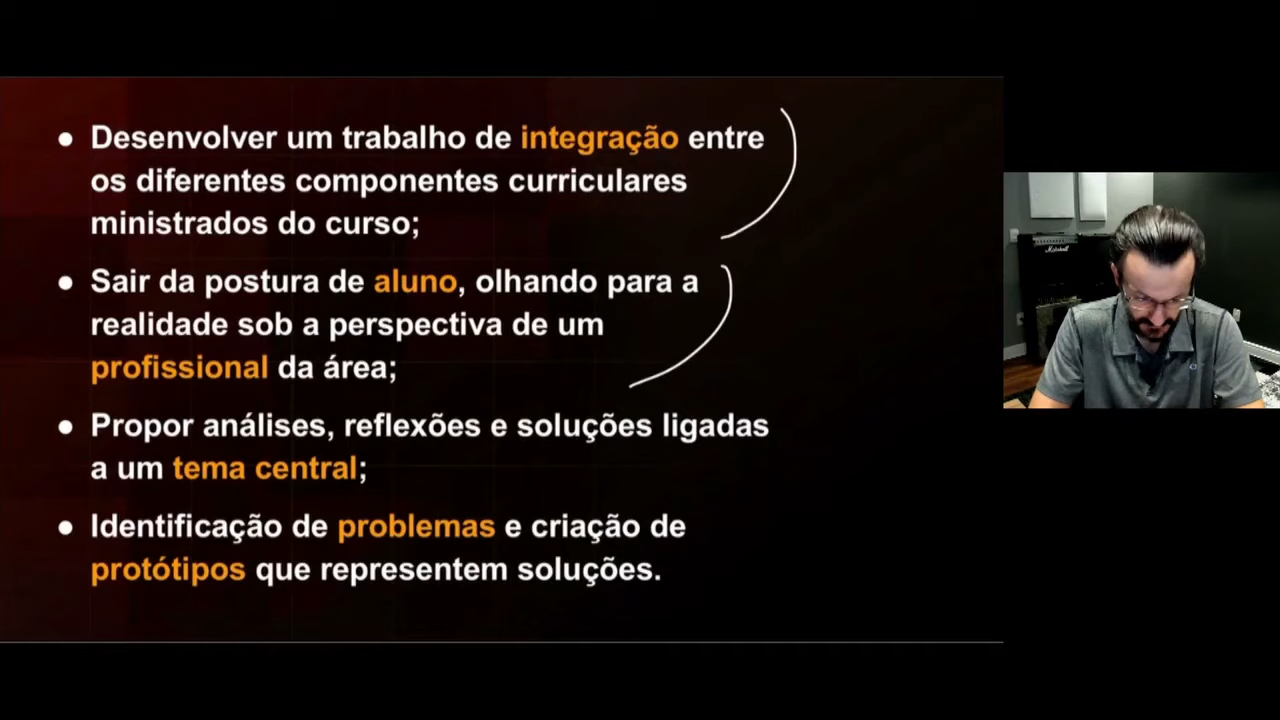 ● Desenvolver um trabalho de integração entre
os diferentes componentes curriculares
ministrados do curso;
● Sair da postura de aluno, olhando para a
realidade sob a perspectiva de um
profissional da área;
● Propor análises, reflexões e soluções ligadas
a um tema central;
● Identificação de problemas e criação de
protótipos que representem soluções.
Marshall